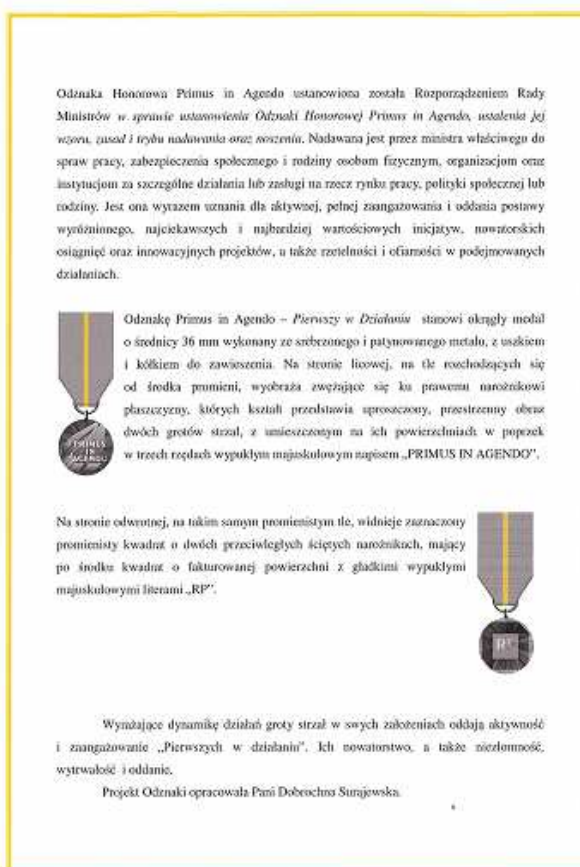 Odznaka Honorowa Primus in Agendo ustanowiona została Rozporządzeniem Rady
Ministrów w sprawie ustanowienia Odznaki Honorowej Primus in Agendo, ustalenia jej
wzoru, zasad i trybu nadawania oraz noszenia. Nadawana jest przez ministra właściwego do
spraw pracy, zabezpieczenia społecznego i rodziny osobom fizycznym, organizacjom oraz
instytucjom za szczególne działania lub zasługi na rzecz rynku pracy, polityki społecznej lub
rodziny. Jest ona wyrazem uznania dla aktywnej, pełnej zaangażowania i oddania postawy
wyróżnionego, najciekawszych i najbardziej wartościowych inicjatyw, nowatorskich
osiągnięć oraz innowacyjnych projektów, a także rzetelności i ofiarności w podejmowanych
działaniach.
Odznakę Primus in Agendo – Pierwszy w Działaniu stanowi okrągły medal
o średnicy 36 mm wykonany ze srebrzonego i patynowanego metalu, z uszkiem
i kółkiem do zawieszenia. Na stronie licowej, na tle rozchodzących się
od środka promieni, wyobraża zwężające się ku prawemu narożnikowi
płaszczyzny, których kształt przedstawia uproszczony, przestrzenny obraz
dwóch grotów strzał, z umieszczonym na ich powierzchniach w poprzek
w trzech rzędach wypukłym majuskułowym napisem „PRIMUS IN AGENDO”.
PRIMUS
IN
AGENDO
Na stronie odwrotnej, na takim samym promienistym tle, widnieje zaznaczony
promienisty kwadrat o dwóch przeciwległych ściętych narożnikach, mający
po środku kwadrat o fakturowanej powierzchni z gładkimi wypukłymi
majuskułowymi literami „RP”.
RP
Wyrażające dynamikę działań groty strzał w swych założeniach oddają aktywność
i zaangażowanie „Pierwszych w działaniu”. Ich nowatorstwo, a także niezłomność,
wytrwałość i oddanie.
Projekt Odznaki opracowała Pani Dobrochna Surajewska.